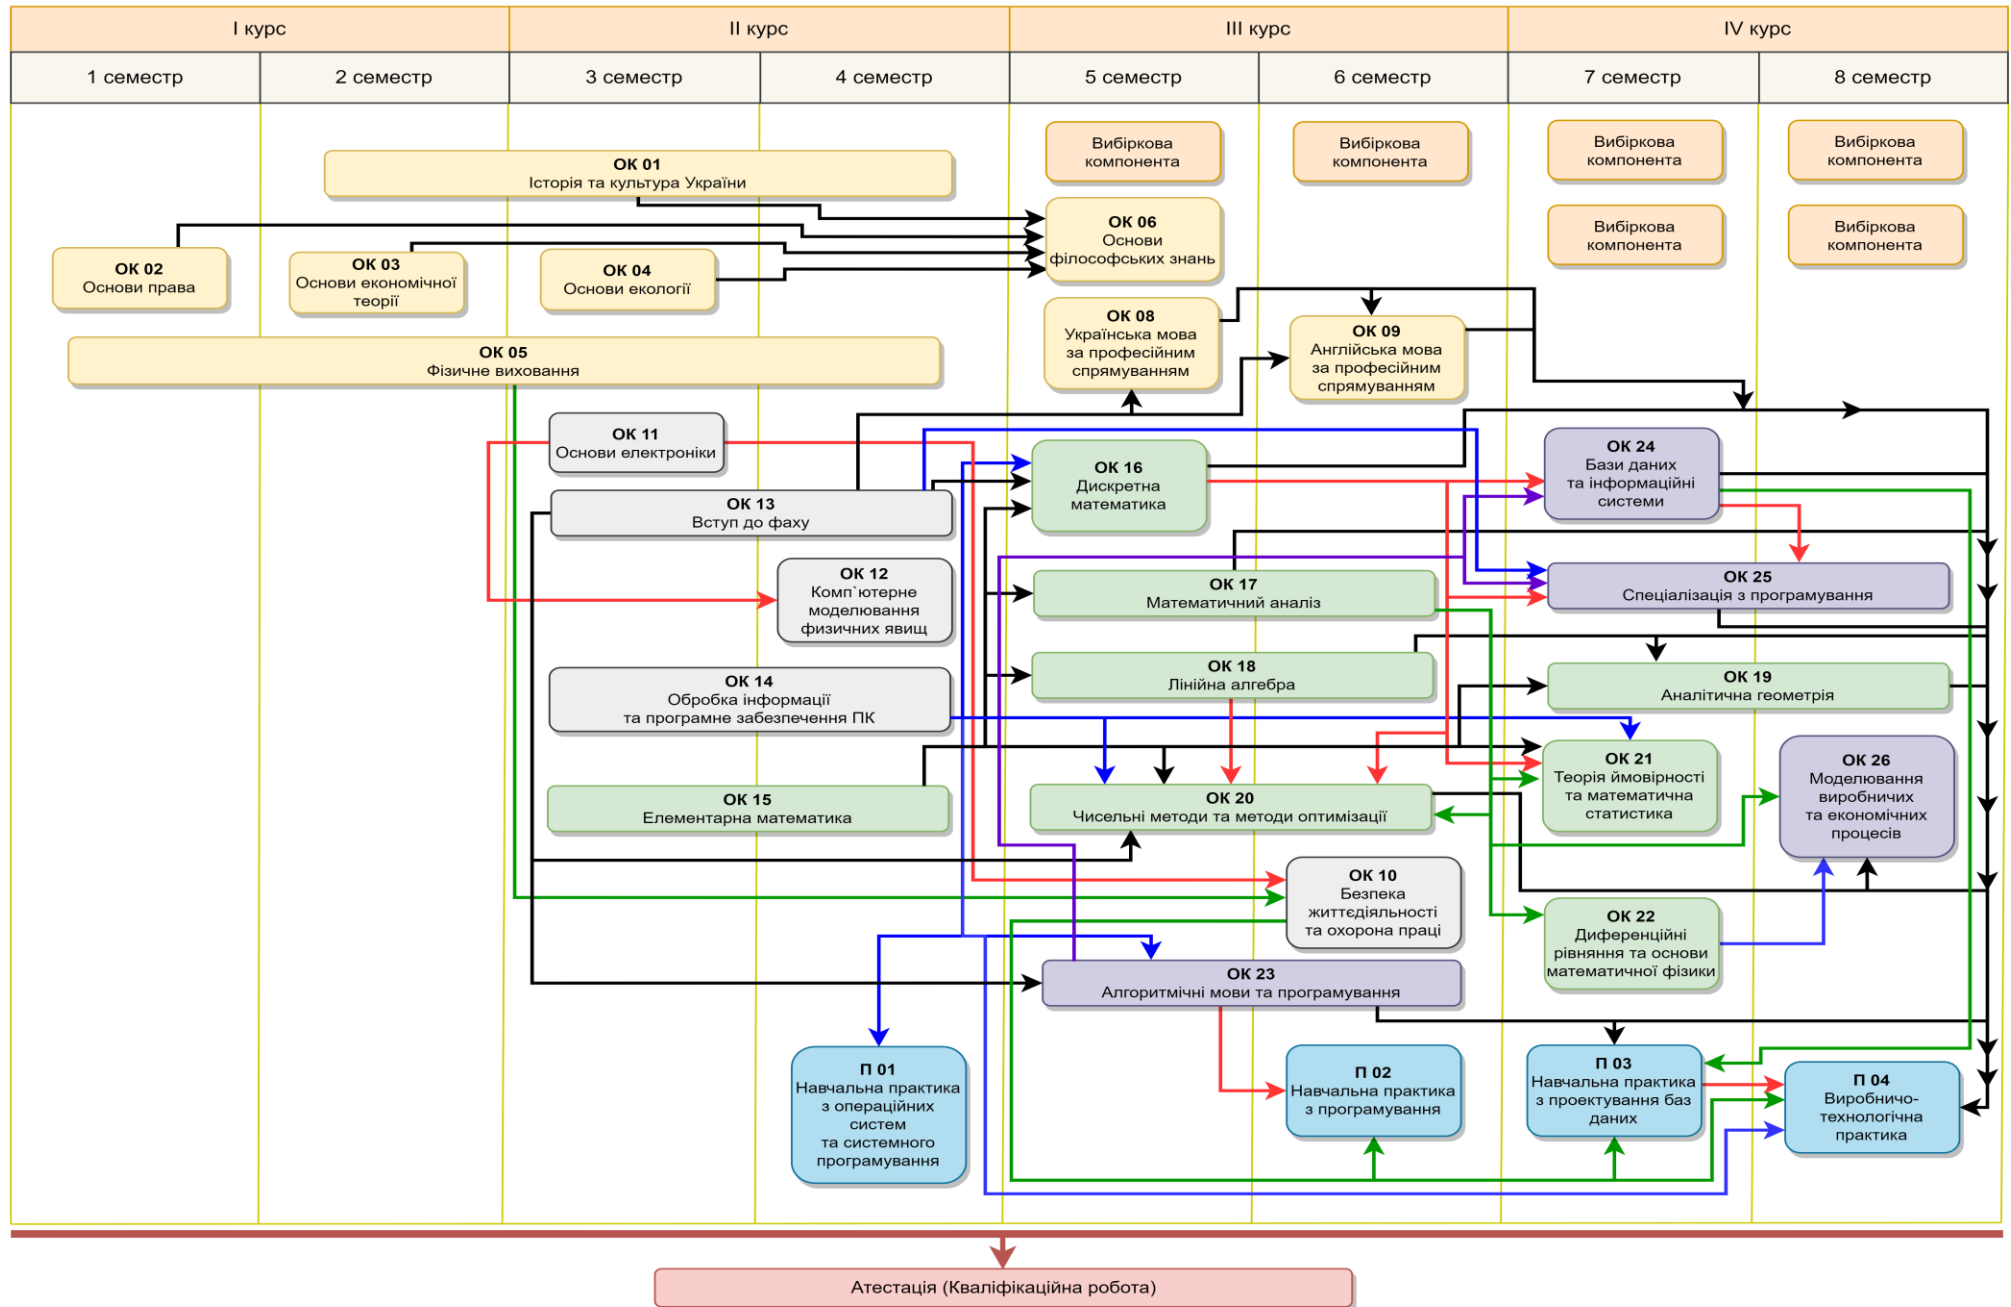 I курс
II курс
III курс
IV курс
1 семестр
2 семестр
3 семестр
4 семестр
5 семестр
6 семестр
7 семестр
8 семестр
Вибіркова
компонента
Вибіркова
компонента
Вибіркова
компонента
Вибіркова
компонента
ОК 01
Історія та культура України
ОК 06
Основи
філософських знань
Вибіркова
компонента
Вибіркова
компонента
ОК 02
Основи права
ОК 03
Основи економічної
теорії
ОК 04
Основи екології
ОК 08
Українська мова
за професійним
спрямуванням
ОК 09
Англійська мова
за професійним
спрямуванням
ОК 05
Фізичне виховання
ОК 11
Основи електроніки
ОК 16
Дискретна
математика
ОК 24
Бази даних
та інформаційні
системи
ОК 13
Вступ до фаху
ОК 12
Комп`ютерне
моделювання
физичних явищ
ОК 17
Математичний аналіз
ОК 25
Спеціалізація з програмування
ОК 14
Обробка інформації
та програмне забезпечення ПК
ОК 18
Лінійна алгебра
ОК 19
Аналітична геометрія
ОК 15
Елементарна математика
ОК 20
Чисельні методи та методи оптимізації
ОК 21
Теорія ймовірності
та математична
статистика
ОК 26
Моделювання
виробничих
та економічних
процесів
ОК 10
Безпека
життєдіяльності
та охорона праці
ОК 22
Диференційні
рівняння та основи
математичної фізики
ОК 23
Алгоритмічні мови та програмування
П 01
Навчальна практика
з операційних
систем
та системного
програмування
П 02
Навчальна практика
з програмування
П 03
Навчальна практика
з проектування баз
даних
П 04
Виробничо-
технологічна
практика
Атестація (Кваліфікаційна робота)